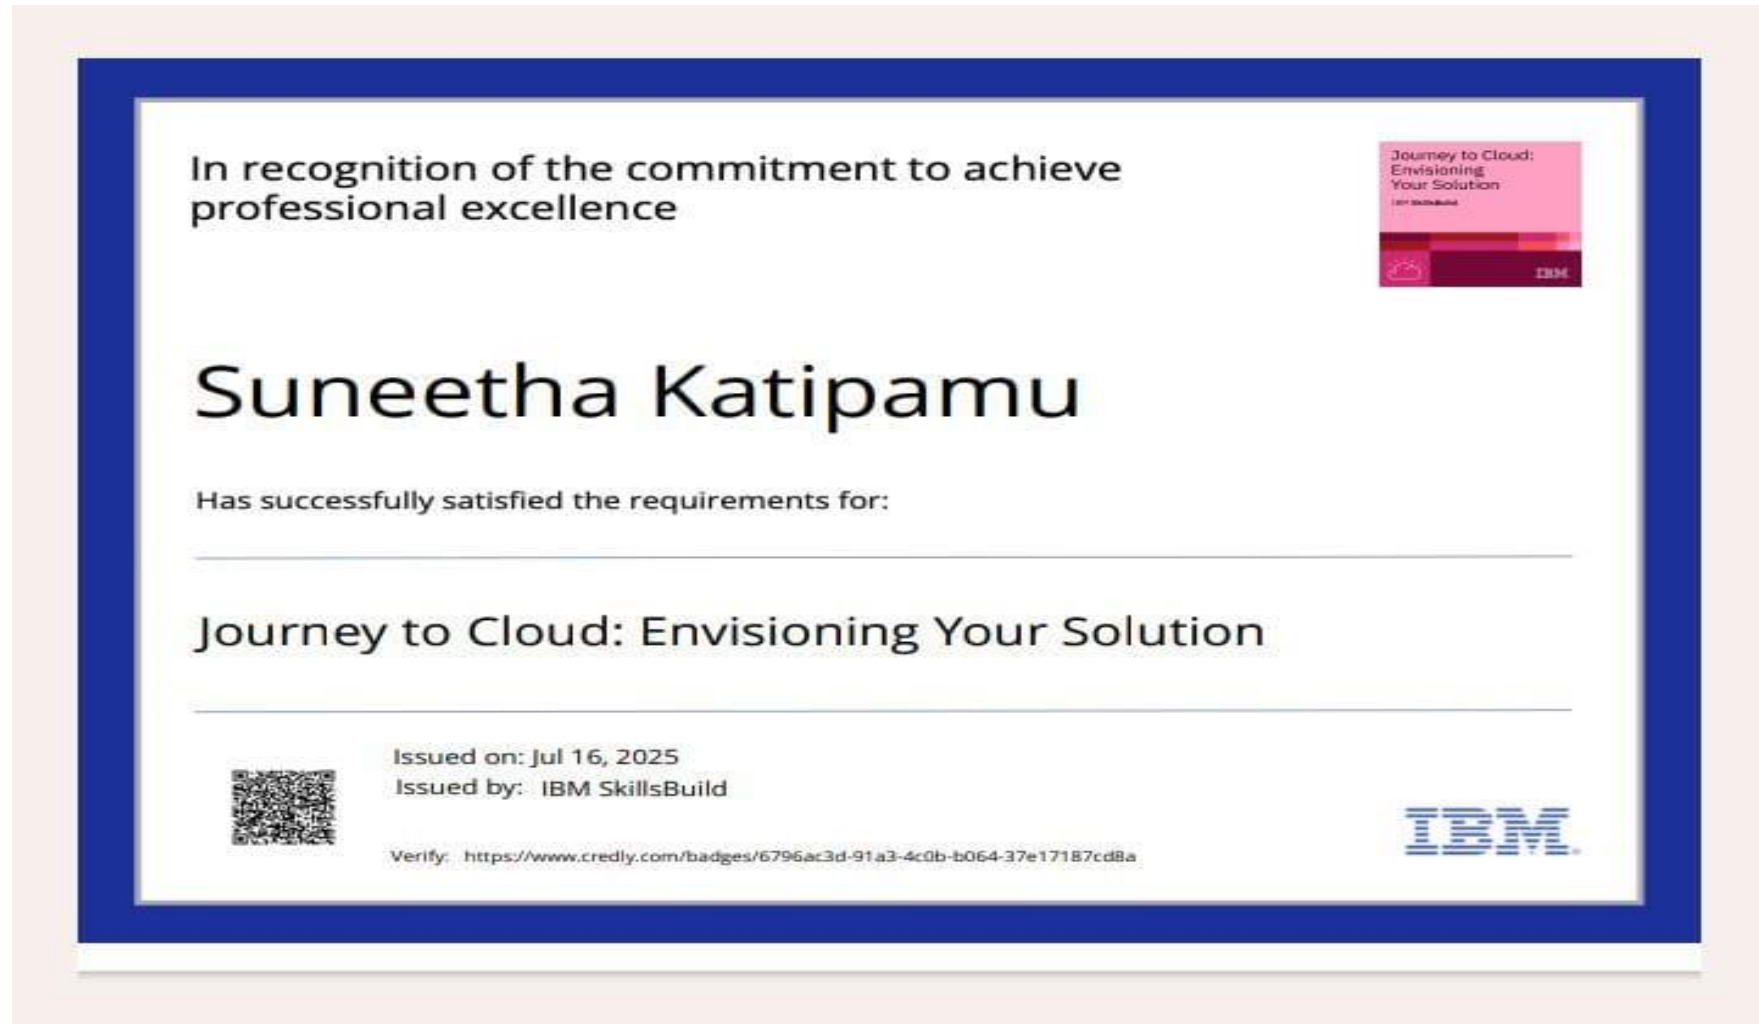 In recognition of the commitment to achieve
professional excellence
Journey to Cloud:
Envisioning
Your Solution
IBM SkillsBuild
IBM
Suneetha Katipamu
Has successfully satisfied the requirements for:
Journey to Cloud: Envisioning Your Solution
Issued on: Jul 16, 2025
Issued by: IBM SkillsBuild
Verify: https://www.credly.com/badges/6796ac3d-91a3-4c0b-b064-37e17187cd8a
IBM.